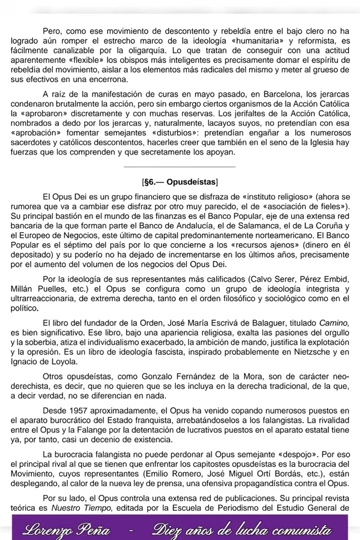 Pero, como ese movimiento de descontento y rebeldía entre el bajo clero no ha
logrado aún romper el estrecho marco de la ideología «humanitaria» y reformista, es
fácilmente canalizable por la oligarquía. Lo que tratan de conseguir con una actitud
aparentemente «flexible» los obispos más inteligentes es precisamente domar el espíritu de
rebeldía del movimiento, aislar a los elementos más radicales del mismo y meter al grueso de
sus efectivos en una encerrona.
A raíz de la manifestación de curas en mayo pasado, en Barcelona, los jerarcas
condenaron brutalmente la acción, pero sin embargo ciertos organismos de la Acción Católica
la «aprobaron» discretamente y con muchas reservas. Los jerifaltes de la Acción Católica,
nombrados a dedo por los jerarcas y, naturalmente, lacayos suyos, no pretendían con esa
«aprobación» fomentar semejantes «disturbios»: pretendían engañar a los numerosos
sacerdotes y católicos descontentos, hacerles creer que también en el seno de la Iglesia hay
fuerzas que los comprenden y que secretamente los apoyan.
[§6.— Opusdeístas]
El Opus Dei es un grupo financiero que se disfraza de «instituto religioso» (ahora se
rumorea que va a cambiar ese disfraz por otro muy parecido, el de «asociación de fieles»).
Su principal bastión en el mundo de las finanzas es el Banco Popular, eje de una extensa red
bancaria de la que forman parte el Banco de Andalucía, el de Salamanca, el de La Coruña y
el Europeo de Negocios, este último de capital predominantemente norteamericano. El Banco
Popular es el séptimo del país por lo que concierne a los «recursos ajenos» (dinero en él
depositado) y su poderío no ha dejado de incrementarse en los últimos años, precisamente
por el aumento del volumen de los negocios del Opus Dei.
Por la ideología de sus representantes más calificados (Calvo Serer, Pérez Embid,
Millán Puelles, etc.) el Opus se configura como un grupo de ideología integrista y
ultrarreaccionaria, de extrema derecha, tanto en el orden filosófico y sociológico como en el
político.
El libro del fundador de la Orden, José María Escrivá de Balaguer, titulado Camino,
es bien significativo. Ese libro, bajo una apariencia religiosa, exalta las pasiones del orgullo
y la soberbia, atiza el individualismo exacerbado, la ambición de mando, justifica la explotación
y la opresión. Es un libro de ideología fascista, inspirado probablemente en Nietzsche y en
Ignacio de Loyola.
Otros opusdeístas, como Gonzalo Fernández de la Mora, son de carácter neo-
derechista, es decir, que no quieren que se les incluya en la derecha tradicional, de la que,
a decir verdad, no se diferencian en nada.
Desde 1957 aproximadamente, el Opus ha venido copando numerosos puestos en
el aparato burocrático del Estado franquista, arrebatándoselos a los falangistas. La rivalidad
entre el Opus y la Falange por la detentación de lucrativos puestos en el aparato estatal tiene
ya, por tanto, casi un decenio de existencia.
La burocracia falangista no puede perdonar al Opus semejante «despojo». Por eso
el principal rival al que se tienen que enfrentar los capitostes opusdeístas es la burocracia del
Movimiento, cuyos representantes (Emilio Romero, José Miguel Ortí Bordás, etc.), están
desplegando, al calor de la nueva ley de prensa, una ofensiva propagandística contra el Opus.
Por su lado, el Opus controla una extensa red de publicaciones. Su principal revista
teórica es Nuestro Tiempo, editada por la Escuela de Periodismo del Estudio General de
Lorenzo Peña - Diez años de lucha comunista